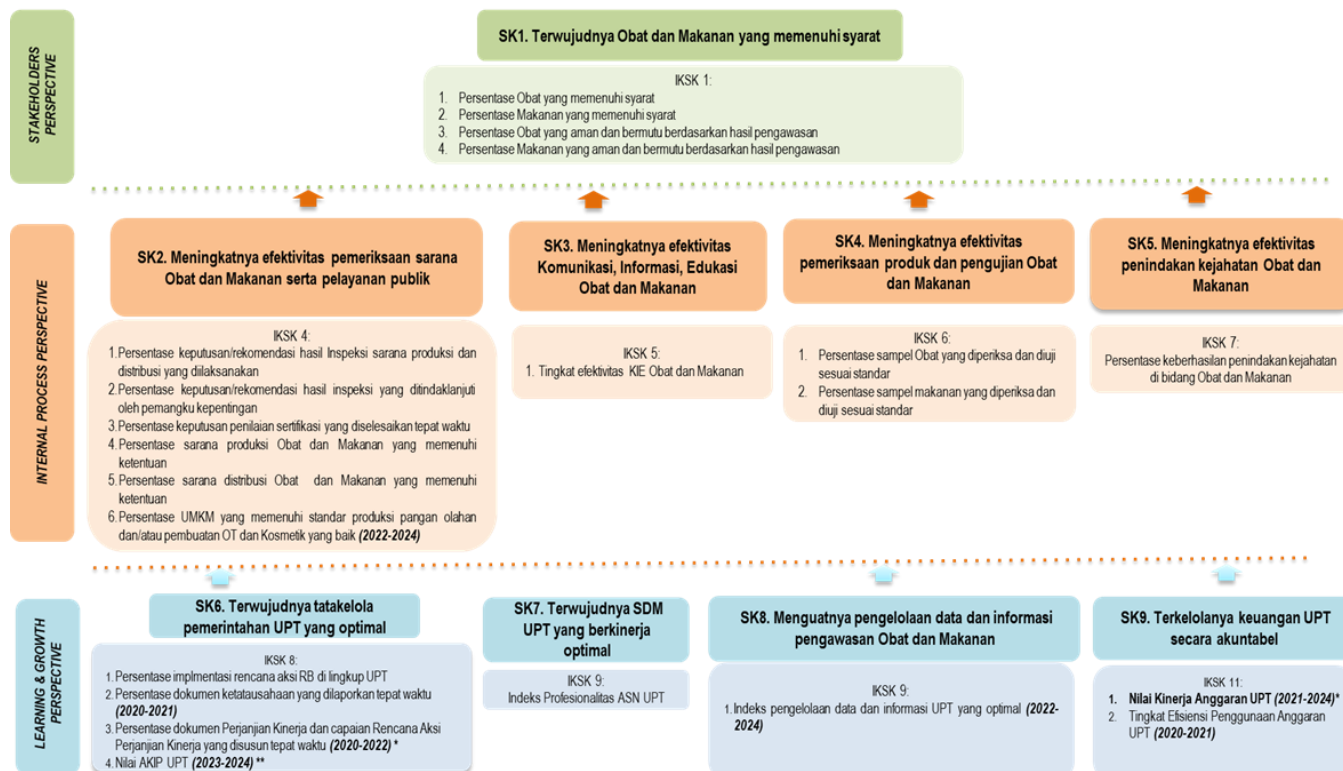 STAKEHOLDERS
PERSPECTIVE
SK1. Terwujudnya Obat dan Makanan yang memenuhi syarat
IKSK 1:
1. Persentase Obat yang memenuhi syarat
2. Persentase Makanan yang memenuhi syarat
3. Persentase Obat yang aman dan bermutu berdasarkan hasil pengawasan
4. Persentase Makanan yang aman dan bermutu berdasarkan hasil pengawasan
INTERNAL PROCESS PERSPECTIVE
SK2. Meningkatnya efektivitas pemeriksaan sarana
Obat dan Makanan serta pelayanan publik
IKSK 4:
1.Persentase keputusan/rekomendasi hasil Inspeksi sarana produksi dan
distribusi yang dilaksanakan
2.Persentase keputusan/rekomendasi hasil inspeksi yang ditindaklanjuti
oleh pemangku kepentingan
3.Persentase keputusan penilaian sertifikasi yang diselesaikan tepat waktu
4.Persentase sarana produksi Obat dan Makanan yang memenuhi
ketentuan
5.Persentase sarana distribusi Obat dan Makanan yang memenuhi
ketentuan
6.Persentase UMKM yang memenuhi standar produksi pangan olahan
dan/atau pembuatan OT dan Kosmetik yang baik (2022-2024)
SK3. Meningkatnya efektivitas
Komunikasi, Informasi, Edukasi
Obat dan Makanan
IKSK 5:
1. Tingkat efektivitas KIE Obat dan Makanan
SK4. Meningkatnya efektivitas
pemeriksaan produk dan pengujian Obat
dan Makanan
IKSK 6:
1. Persentase sampel Obat yang diperiksa dan diuji
sesuai standar
2. Persentase sampel makanan yang diperiksa dan
diuji sesuai standar
SK5. Meningkatnya efektivitas
penindakan kejahatan Obat dan
Makanan
IKSK 7:
Persentase keberhasilan penindakan kejahatan
di bidang Obat dan Makanan
LEARNING & GROWTH
PERSPECTIVE
SK6. Terwujudnya tatakelola
pemerintahan UPT yang optimal
IKSK 8:
1.Persentase implmentasi rencana aksi RB di lingkup UPT
2.Persentase dokumen ketatausahaan yang dilaporkan tepat waktu
(2020-2021)
3.Persentase dokumen Perjanjian Kinerja dan capaian Rencana Aksi
Perjanjian Kinerja yang disusun tepat waktu (2020-2022) *
4.Nilai AKIP UPT (2023-2024) **
SK7. Terwujudnya SDM
UPT yang berkinerja
optimal
IKSK 9:
Indeks Profesionalitas ASN UPT
SK8. Menguatnya pengelolaan data dan informasi
pengawasan Obat dan Makanan
IKSK 9:
1.Indeks pengelolaan data dan informasi UPT yang optimal (2022-
2024)
SK9. Terkelolanya keuangan UPT
secara akuntabel
IKSK 11:
1. Nilai Kinerja Anggaran UPT (2021-2024)*
2. Tingkat Efisiensi Penggunaan Anggaran
UPT (2020-2021)